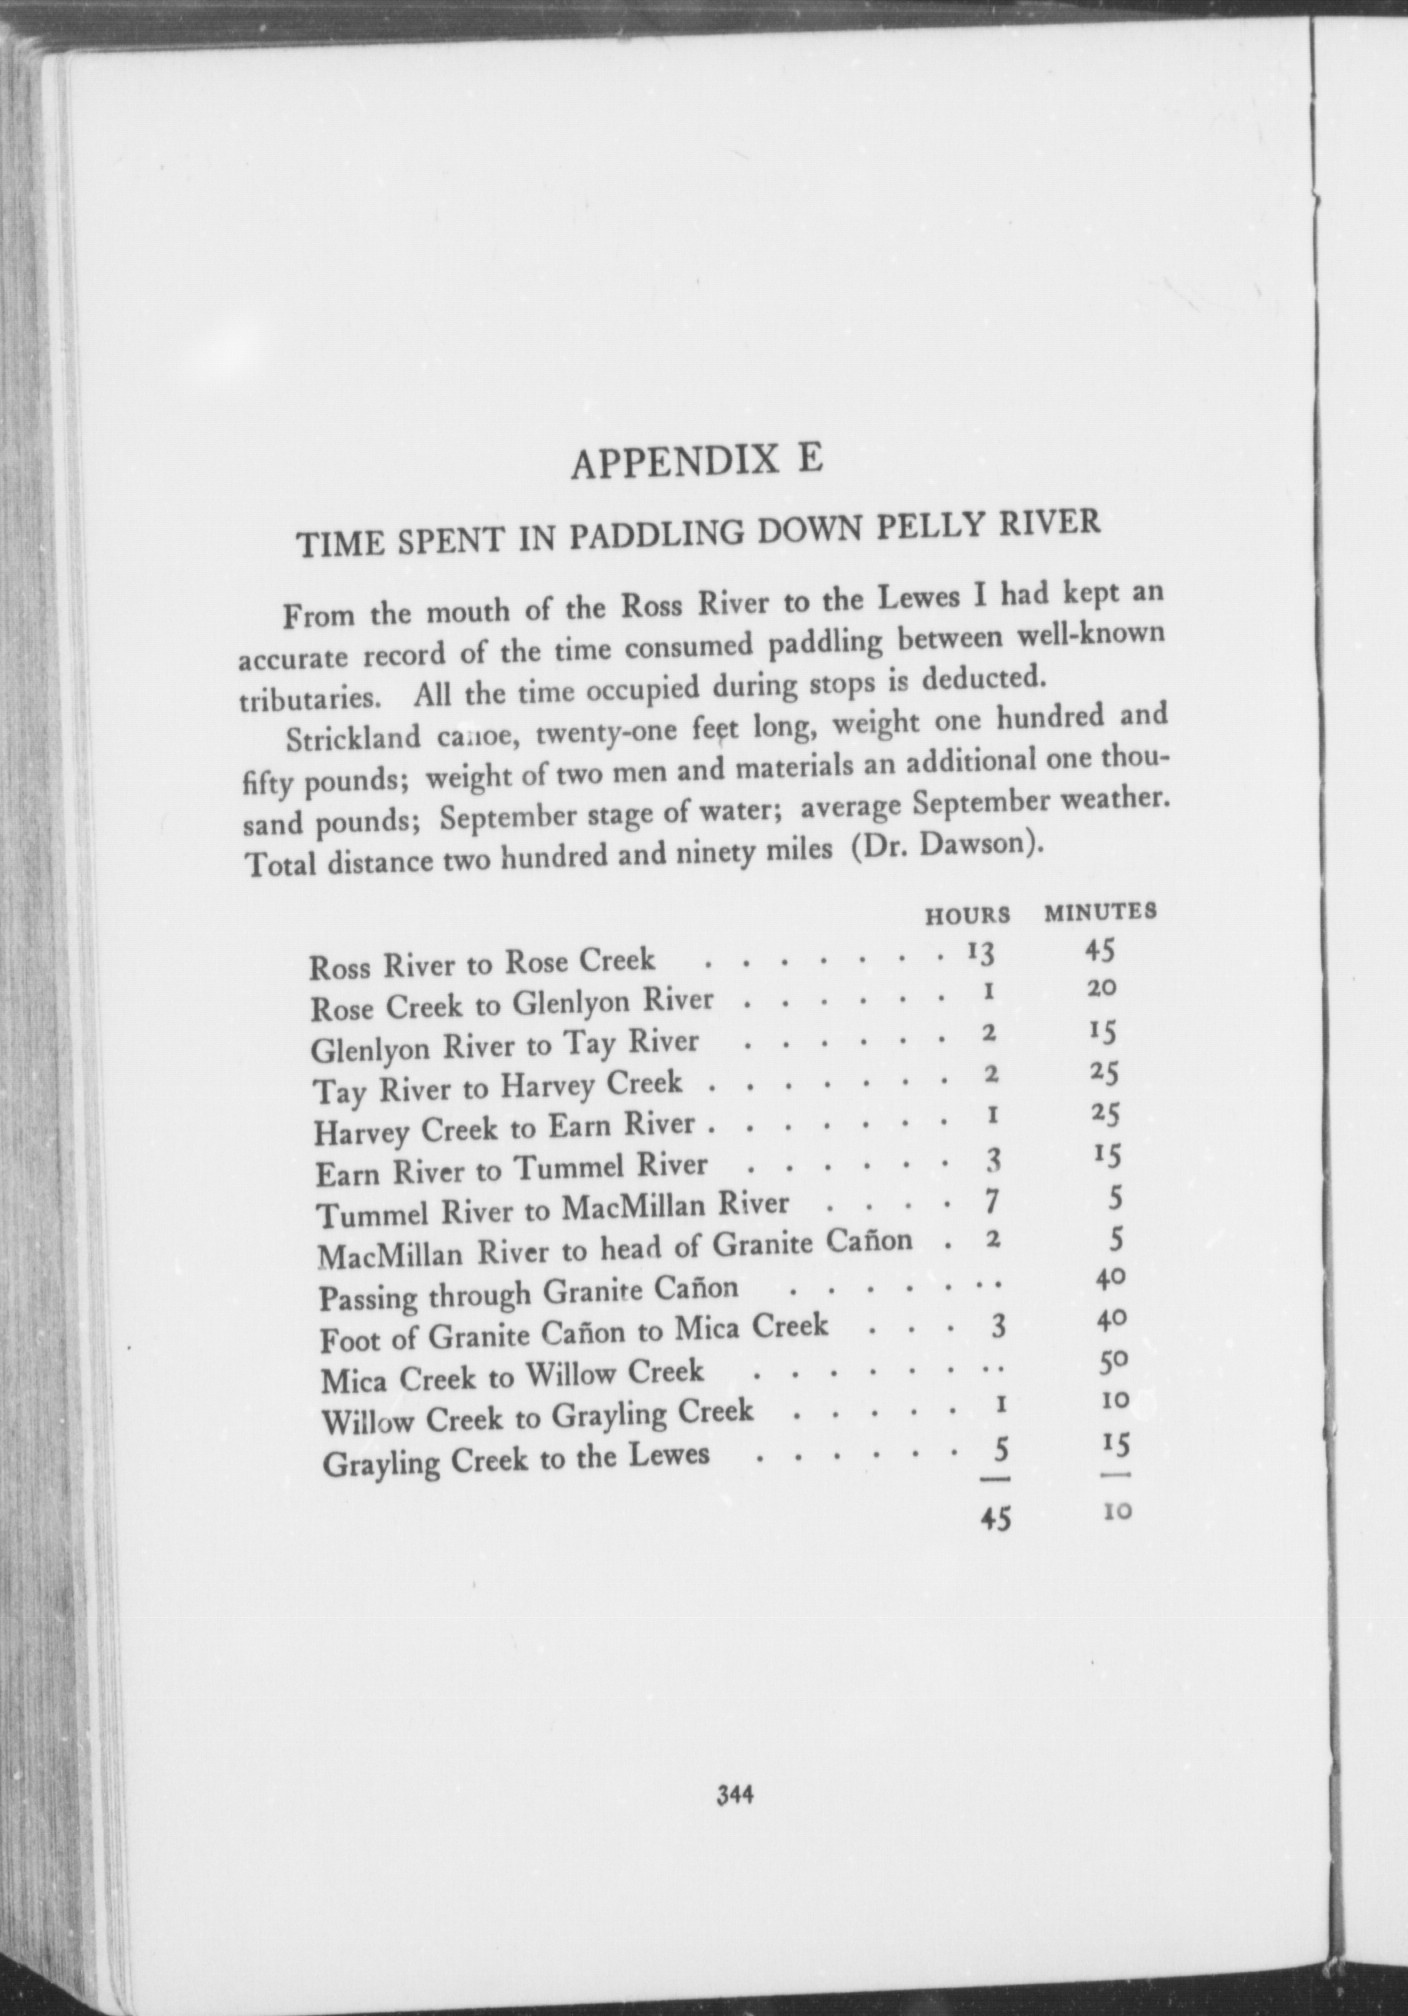 APPENDIX E
TIME SPENT IN PADDLING DOWN PELLY RIVER
From the mouth of the Ross River to the Lewes I had kept an
accurate record of the time consumed paddling between well-known
tributaries. All the time occupied during stops is deducted.
Strickland canoe, twenty-one feet long, weight one hundred and
fifty pounds; weight of two men and materials an additional one thou-
sand pounds; September stage of water; average September weather.
Total distance two hundred and ninety miles (Dr. Dawson).
HOURS MINUTES
Ross River to Rose Creek . . . . . . . 13 45
Rose Creek to Glenlyon River . . . . . . 1 20
Glenlyon River to Tay River . . . . . . 2 15
Tay River to Harvey Creek . . . . . . . 2 25
Harvey Creek to Earn River . . . . . . . 1 25
Earn River to Tummel River . . . . . . 3 15
Tummel River to MacMillan River . . . . 7 5
MacMillan River to head of Granite Cañon . 2 5
Passing through Granite Cañon . . . . . . . 40
Foot of Granite Cañon to Mica Creek . . . 3 40
Mica Creek to Willow Creek . . . . . . . . 50
Willow Creek to Grayling Creek . . . . . 1 10
Grayling Creek to the Lewes . . . . . . 5 15
45 10
344